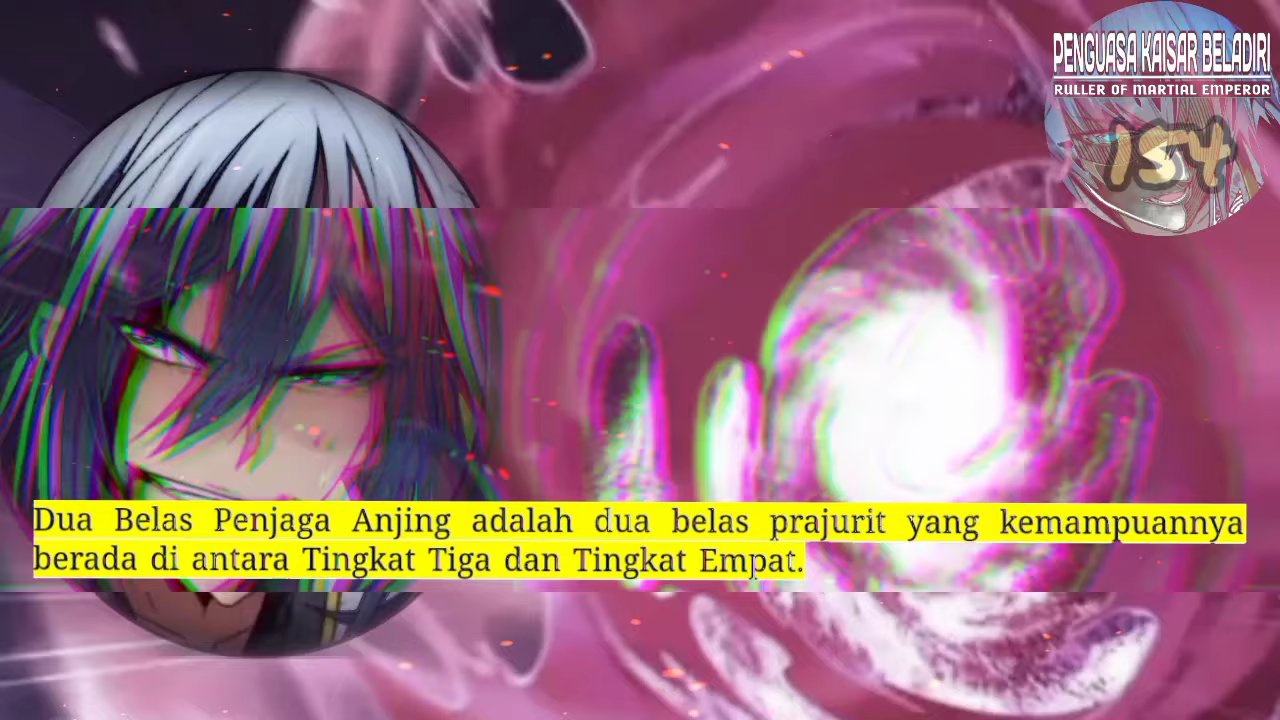 PENGUASA KAISAR BELADIRI
RULLER OF MARTIAL EMPEROR
154
Dua Belas Penjaga Anjing adalah dua belas prajurit yang kemampuannya
berada di antara Tingkat Tiga dan Tingkat Empat.